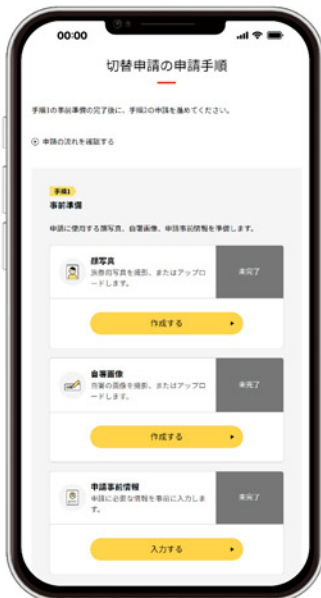 00:00
切替申請の申請手順
手順1の事前準備の完了後に、手順2の申請を進めてください。
申請の流れを確認する
手順1
事前準備
申請に使用する顔写真、自署画像、申請事前情報を準備します。
顔写真
旅券用写真を撮影、またはアップロ
ードします。
未完了
作成する
自署画像
自署の画像を撮影、またはアップロ
ードします。
未完了
作成する
申請事前情報
申請に必要な情報を事前に入力しま
す。
未完了
入力する